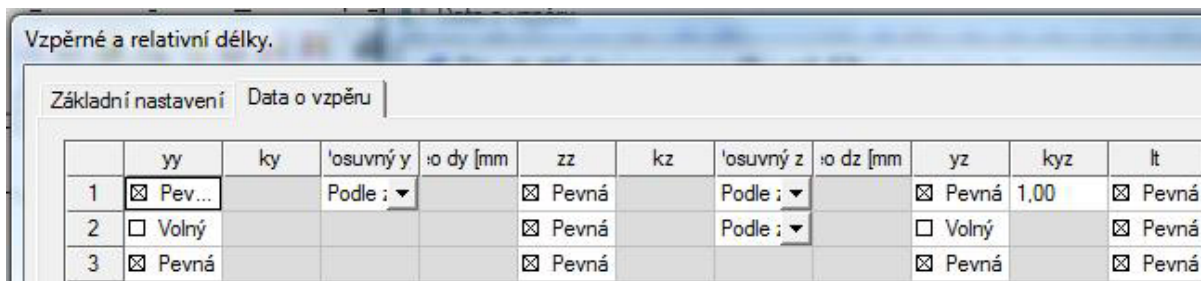 Vzpěrné a relativní délky.
Základní nastavení Data o vzpěru
yy ky 'osuvný y :o dy [mm zz kz 'osuvný z :o dz [mm yz kyz lt
1 Pev... Podle z Pevná Podle z Pevná 1,00 Pevná
2 Volný Pevná Podle z Volný Pevná
3 Pevná Pevná Pevná Pevná